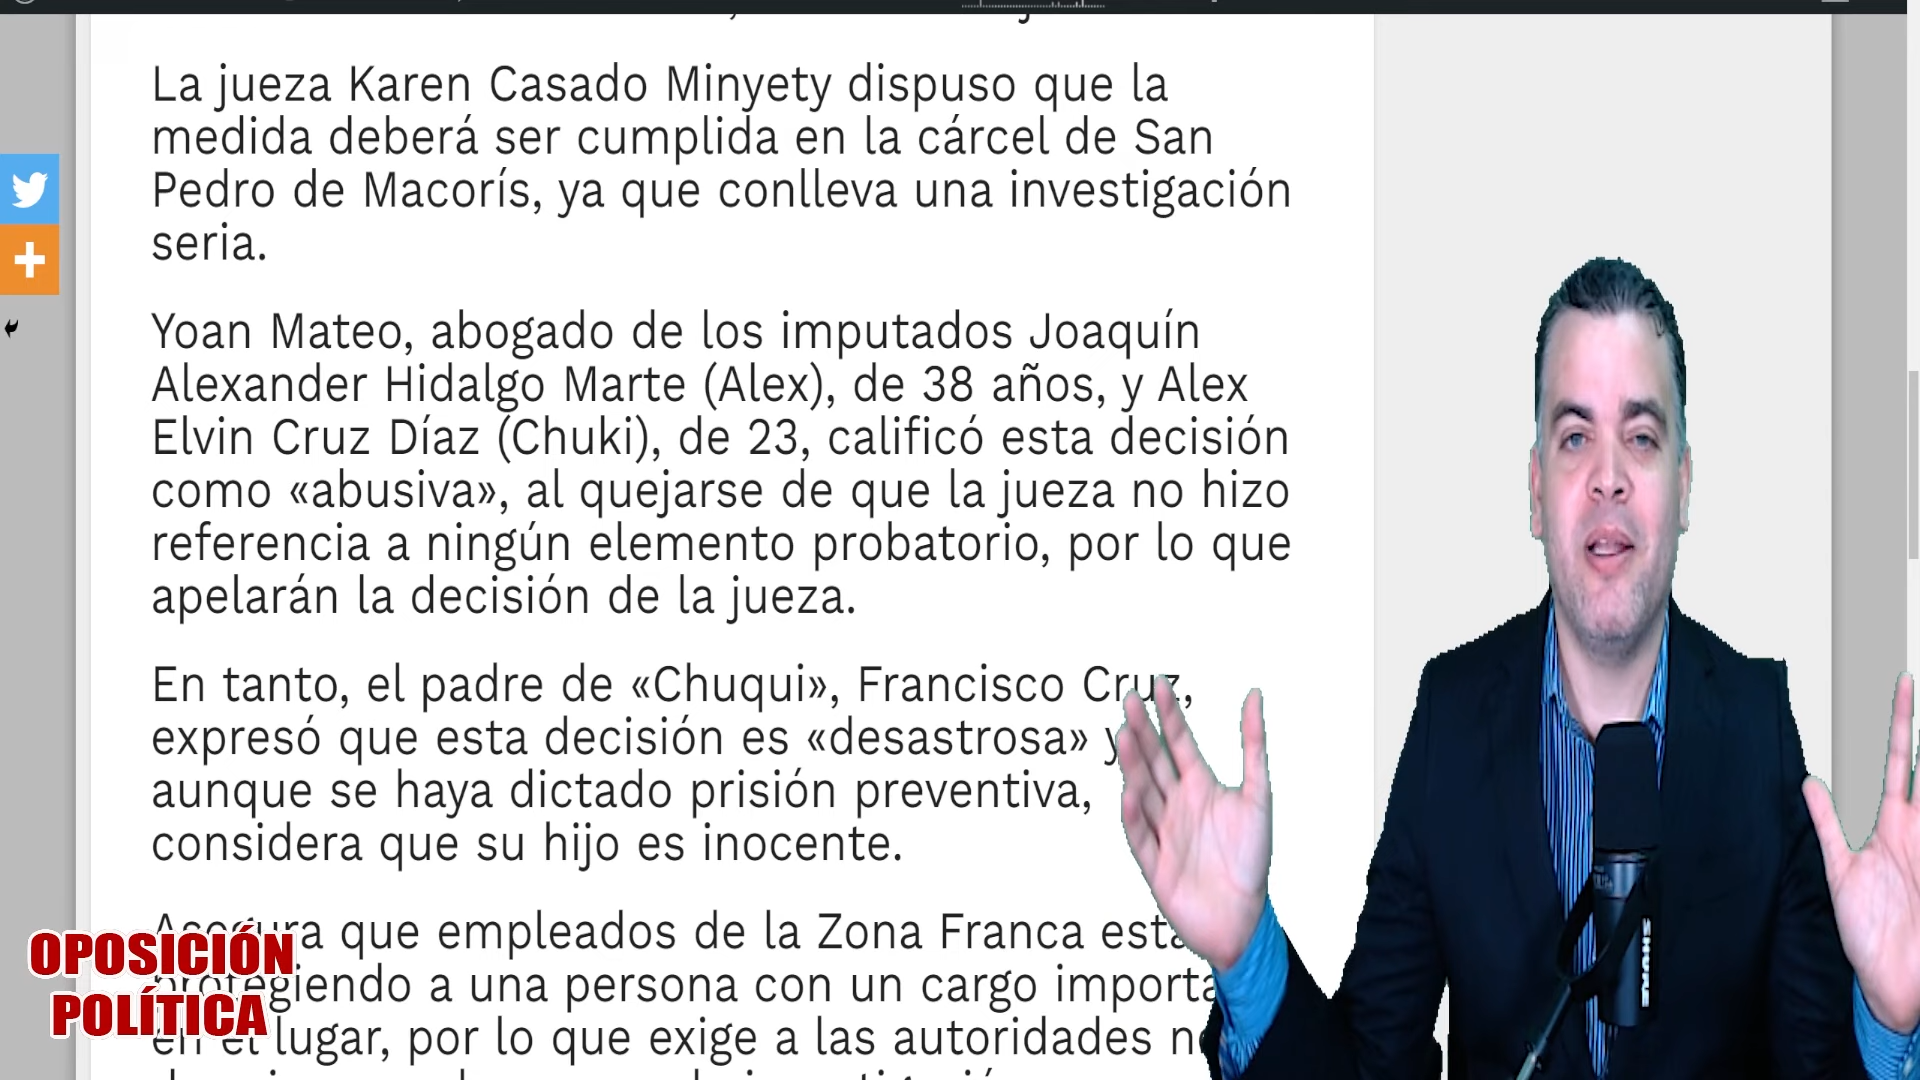 La jueza Karen Casado Minyety dispuso que la
medida deberá ser cumplida en la cárcel de San
Pedro de Macorís, ya que conlleva una investigación
seria.
Yoan Mateo, abogado de los imputados Joaquín
Alexander Hidalgo Marte (Alex), de 38 años, y Alex
Elvin Cruz Díaz (Chuki), de 23, calificó esta decisión
como «abusiva», al quejarse de que la jueza no hizo
referencia a ningún elemento probatorio, por lo que
apelarán la decisión de la jueza.
En tanto, el padre de «Chuqui», Francisco Cruz,
expresó que esta decisión es «desastrosa» y
aunque se haya dictado prisión preventiva,
considera que su hijo es inocente.
que empleados de la Zona Franca
a una persona con un cargo
lugar, por lo que exige a las autoridades
OPOSICIÓN
POLÍTICA
SHURE